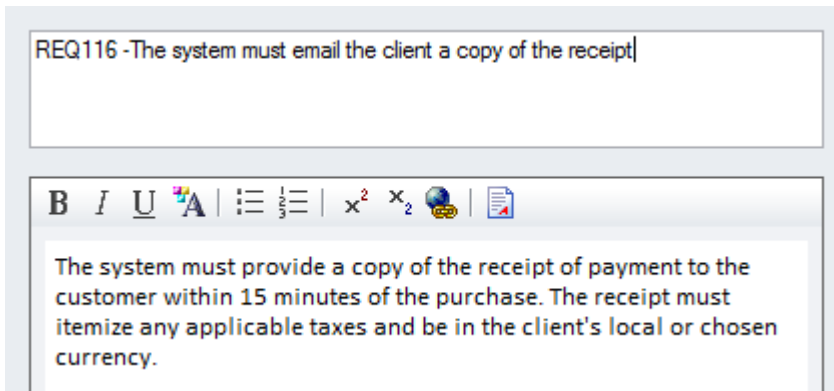 REQ116 -The system must email the client a copy of the receipt
B I U A x² x₂
The system must provide a copy of the receipt of payment to the
customer within 15 minutes of the purchase. The receipt must
itemize any applicable taxes and be in the client's local or chosen
currency.